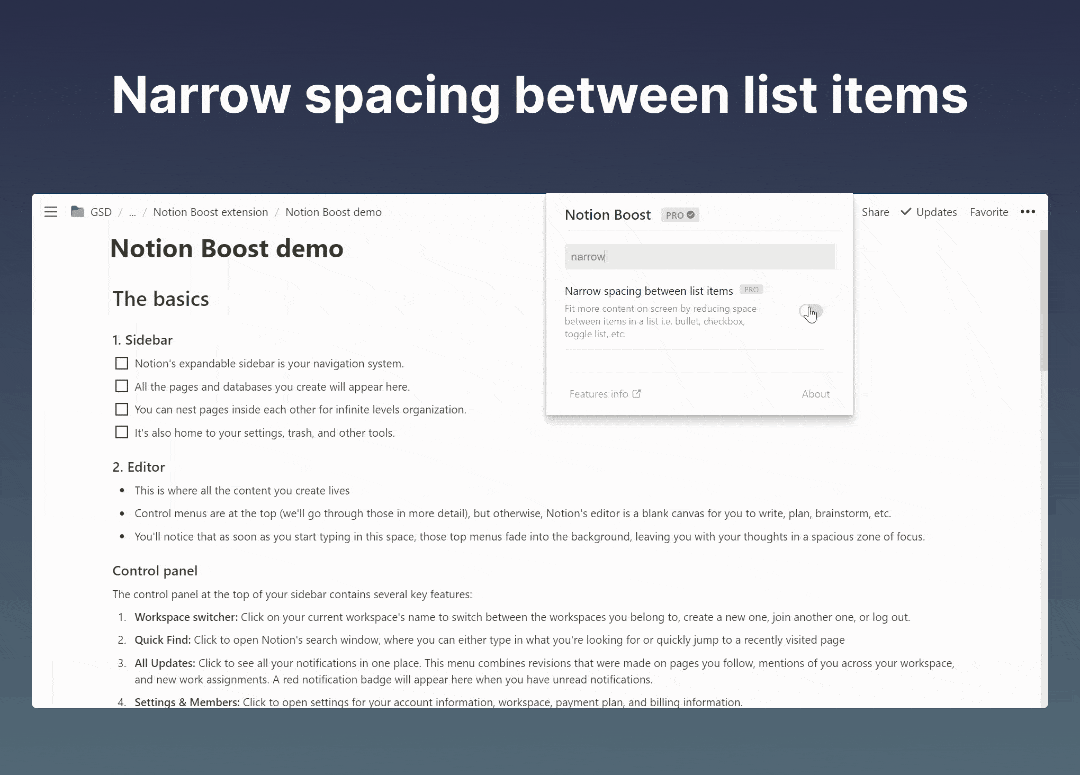 Narrow spacing between list items
GSD / ... / Notion Boost extension / Notion Boost demo
Share Updates Favorite •••
Notion Boost PRO
narrow
Narrow spacing between list items PRO
Fit more content on screen by reducing space
between items in a list i.e. bullet, checkbox,
toggle list, etc.
Features info
About
Notion Boost demo
The basics
1. Sidebar
Notion's expandable sidebar is your navigation system.
All the pages and databases you create will appear here.
You can nest pages inside each other for infinite levels organization.
It's also home to your settings, trash, and other tools.
2. Editor
• This is where all the content you create lives
• Control menus are at the top (we'll go through those in more detail), but otherwise, Notion's editor is a blank canvas for you to write, plan, brainstorm, etc.
• You'll notice that as soon as you start typing in this space, those top menus fade into the background, leaving you with your thoughts in a spacious zone of focus.
Control panel
The control panel at the top of your sidebar contains several key features:
1. Workspace switcher: Click on your current workspace's name to switch between the workspaces you belong to, create a new one, join another one, or log out.
2. Quick Find: Click to open Notion's search window, where you can either type in what you're looking for or quickly jump to a recently visited page
3. All Updates: Click to see all your notifications in one place. This menu combines revisions that were made on pages you follow, mentions of you across your workspace,
and new work assignments. A red notification badge will appear here when you have unread notifications.
4. Settings & Members: Click to open settings for your account information, workspace, payment plan, and billing information.